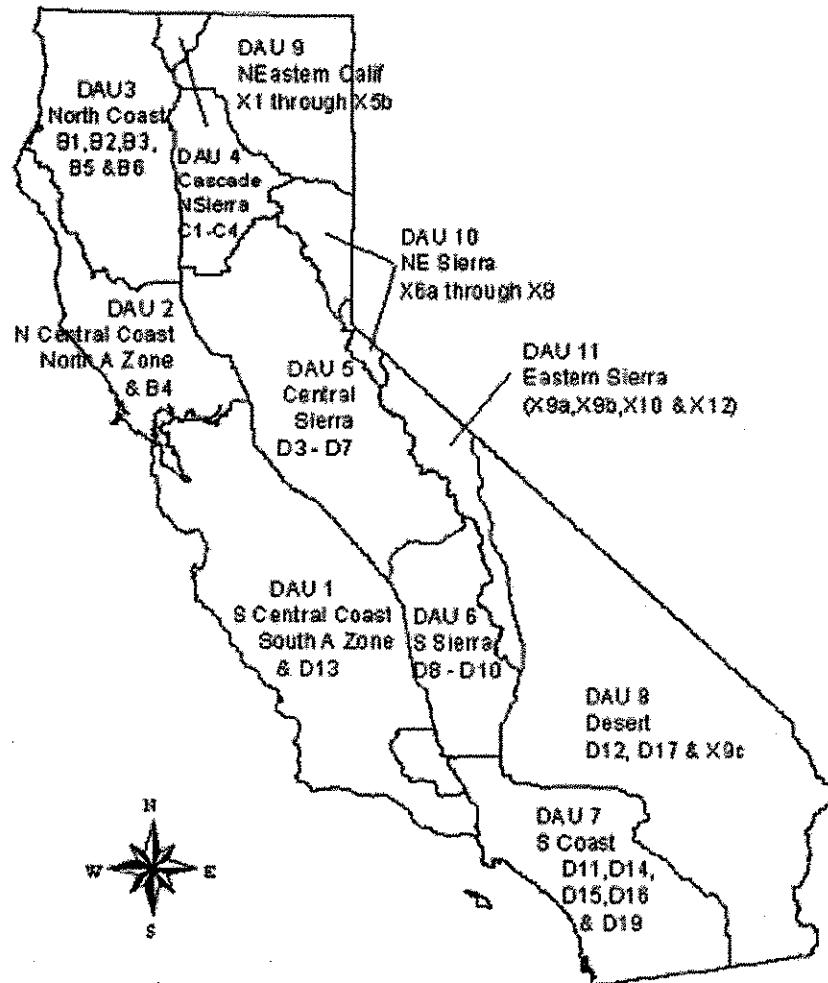 DAU 9
NEastern Calif
X1 through X5b
DAU3
North Coast
B1,B2,B3,
B5 &B6
DAU 4
Cascade
NSierra
C1-C4
DAU 10
NE Sierra
X6a through X8
DAU 2
N Central Coast
North A Zone
& B4
DAU 5
Central
Sierra
D3 - D7
DAU 11
Eastern Sierra
(X9a,X9b,X10 & X12)
DAU 1
S Central Coast
South A Zone
& D13
DAU 6
S Sierra
D8 - D10
DAU 8
Desert
D12, D17 & X9c
DAU 7
S Coast
D11,D14,
D15,D16
& D19
N
W E
S